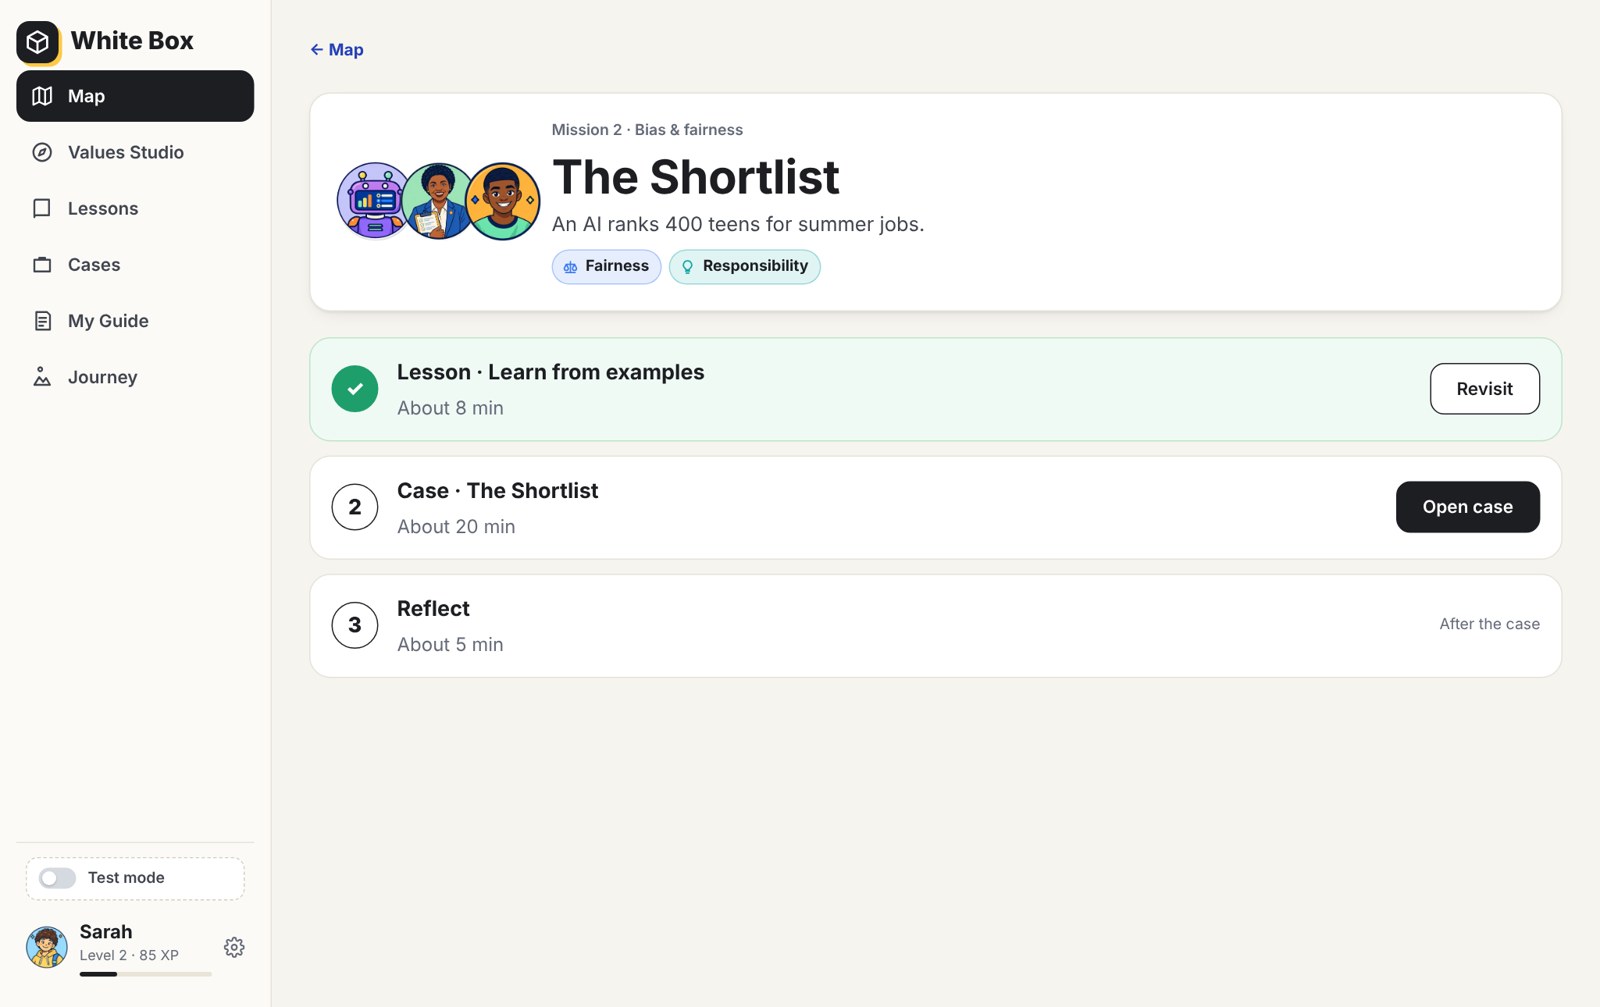 White Box
Map
Values Studio
Lessons
Cases
My Guide
Journey
Test mode
Sarah
Level 2 · 85 XP
← Map
Mission 2 · Bias & fairness
The Shortlist
An AI ranks 400 teens for summer jobs.
Fairness
Responsibility
Lesson · Learn from examples
About 8 min
Revisit
2
Case · The Shortlist
About 20 min
Open case
3
Reflect
About 5 min
After the case